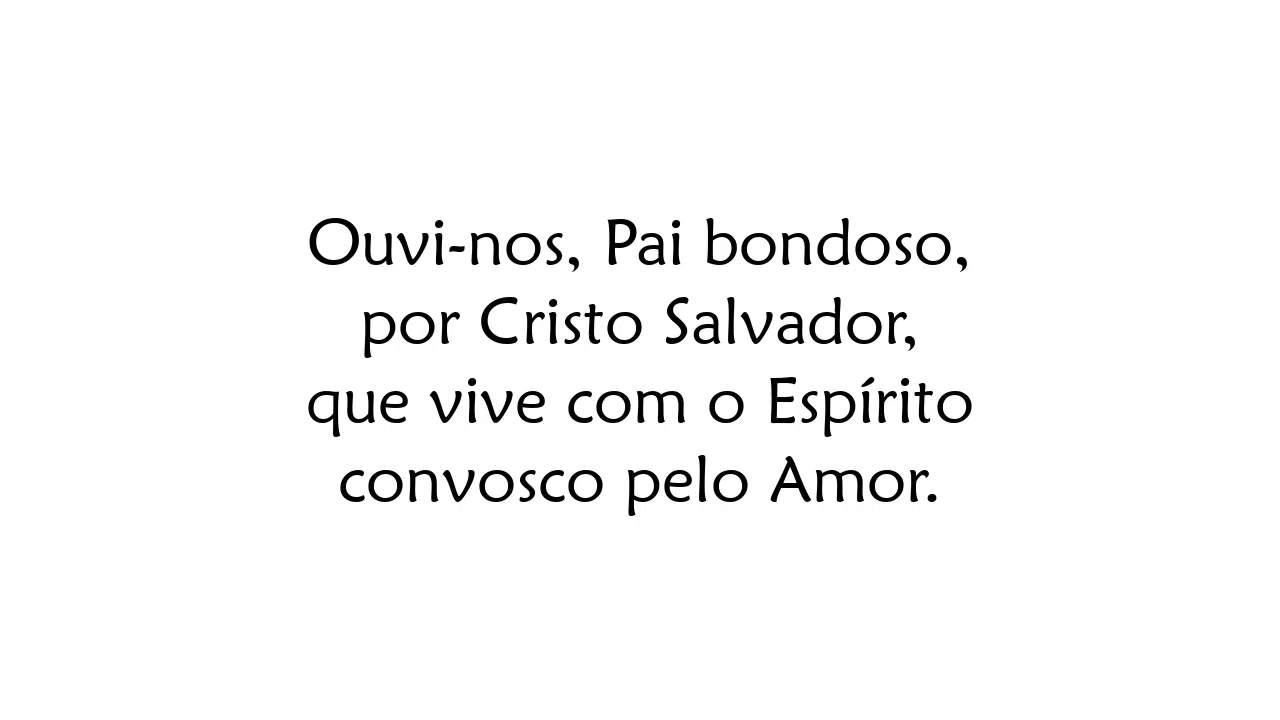 Ouvi-nos, Pai bondoso,
por Cristo Salvador,
que vive com o Espírito
convosco pelo Amor.